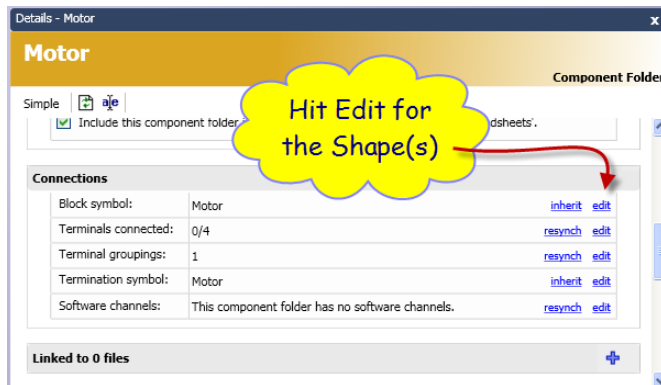 Details - Motor x
Motor
Component Folder
Simple a|e
Include this component folder dsheets'.
Hit Edit for
the Shape(s)
Connections
Block symbol: Motor inherit edit
Terminals connected: 0/4 resynch edit
Terminal groupings: 1 resynch edit
Termination symbol: Motor inherit edit
Software channels: This component folder has no software channels. resynch edit
Linked to 0 files